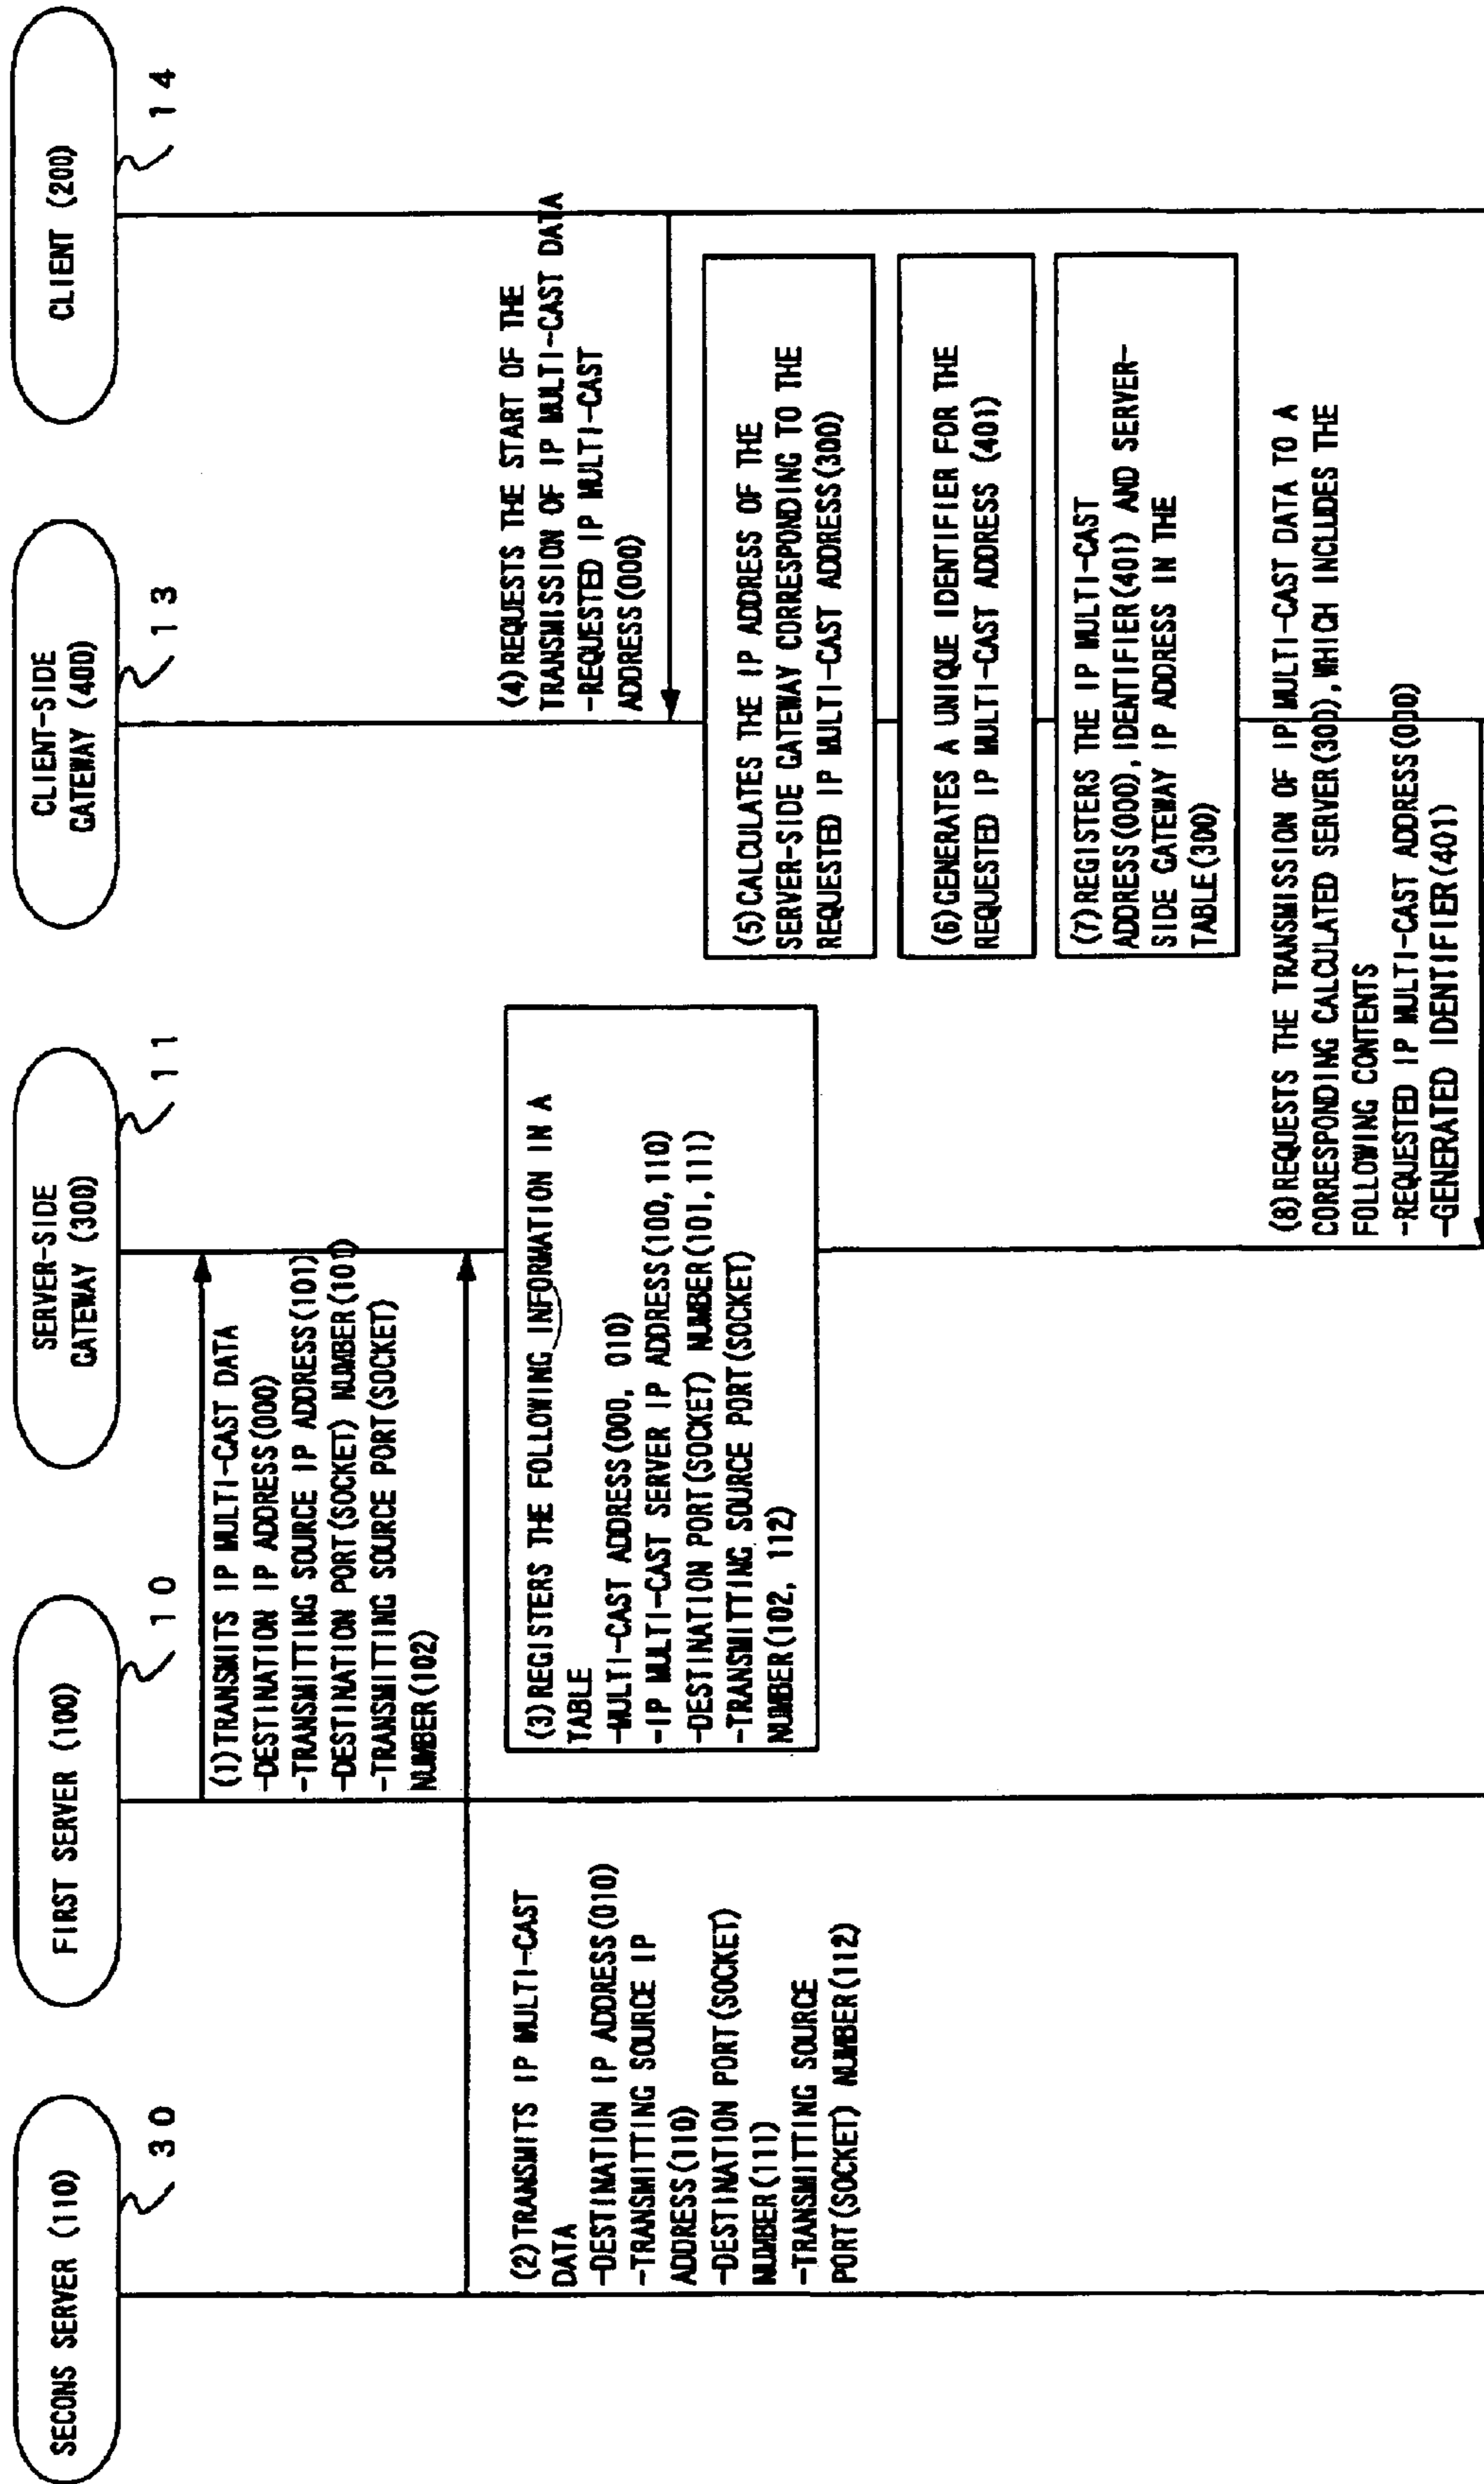 SECONS SERVER (110)
30
FIRST SERVER (100)
10
SERVER-SIDE
GATEWAY (300)
11
CLIENT-SIDE
GATEWAY (400)
13
CLIENT (200)
14
(1)TRANSMITS IP MULTI-CAST DATA
-DESTINATION IP ADDRESS(000)
-TRANSMITTING SOURCE IP ADDRESS(101)
-DESTINATION PORT(SOCKET) NUMBER(101)
-TRANSMITTING SOURCE PORT(SOCKET)
NUMBER(102)
(2)TRANSMITS IP MULTI-CAST
DATA
-DESTINATION IP ADDRESS(010)
-TRANSMITTING SOURCE IP
ADDRESS(110)
-DESTINATION PORT(SOCKET)
NUMBER(111)
-TRANSMITTING SOURCE
PORT(SOCKET) NUMBER(112)
(3)REGISTERS THE FOLLOWING INFORMATION IN A
TABLE
-MULTI-CAST ADDRESS(000, 010)
-IP MULTI-CAST SERVER IP ADDRESS(100,110)
-DESTINATION PORT(SOCKET) NUMBER(101,111)
-TRANSMITTING SOURCE PORT(SOCKET)
NUMBER(102, 112)
(4)REQUESTS THE START OF THE
TRANSMISSION OF IP MULTI-CAST DATA
-REQUESTED IP MULTI-CAST
ADDRESS(000)
(5)CALCULATES THE IP ADDRESS OF THE
SERVER-SIDE GATEWAY CORRESPONDING TO THE
REQUESTED IP MULTI-CAST ADDRESS(300)
(6)GENERATES A UNIQUE IDENTIFIER FOR THE
REQUESTED IP MULTI-CAST ADDRESS (401)
(7)REGISTERS THE IP MULTI-CAST
ADDRESS(000), IDENTIFIER(401) AND SERVER-
SIDE GATEWAY IP ADDRESS IN THE
TABLE(300)
(8)REQUESTS THE TRANSMISSION OF IP MULTI-CAST DATA TO A
CORRESPONDING CALCULATED SERVER(300), WHICH INCLUDES THE
FOLLOWING CONTENTS
-REQUESTED IP MULTI-CAST ADDRESS(000)
-GENERATED IDENTIFIER(401)